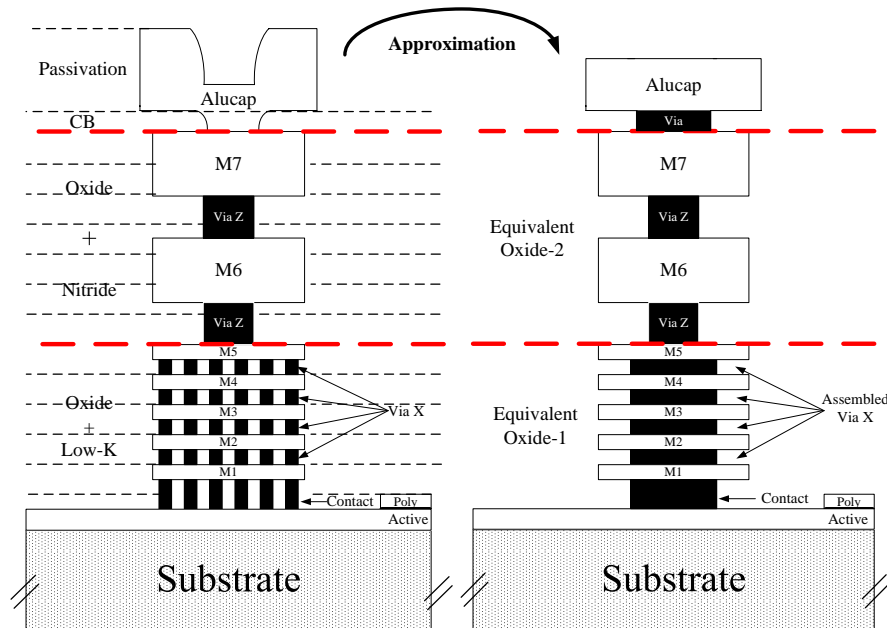 Approximation
Passivation
Alucap
CB
M7
Oxide
Via Z
+
M6
Nitride
Via Z
M5
M4
Oxide
M3
Via X
+
M2
Low-K
M1
Contact
Poly
Active
Substrate
Alucap
Via
M7
Via Z
Equivalent
Oxide-2
M6
Via Z
M5
M4
Assembled
Via X
Equivalent
Oxide-1
M3
M2
M1
Contact
Poly
Active
Substrate